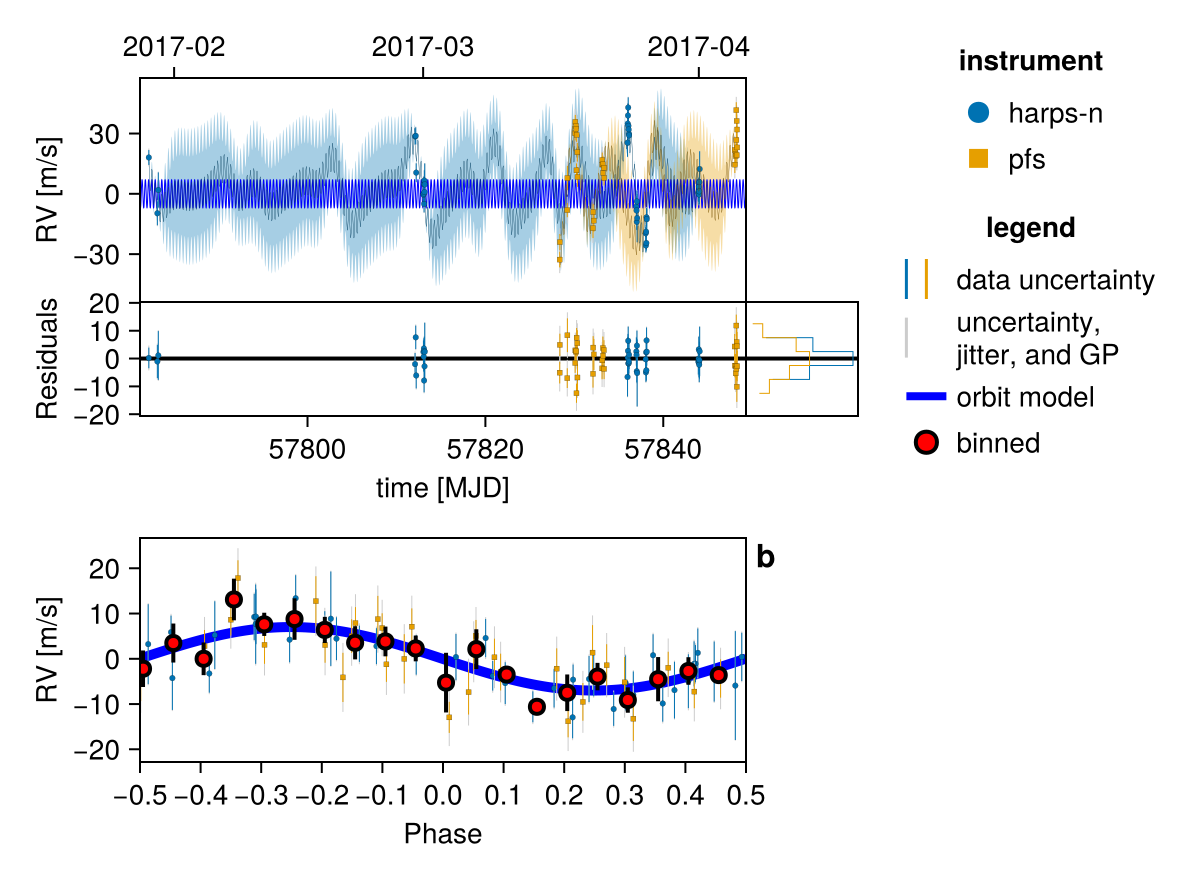 2017-02 2017-03 2017-04
RV [m/s]
30
0
−30
Residuals
20
10
0
−10
−20
57800 57820 57840
time [MJD]
instrument
harps-n
pfs
legend
data uncertainty
uncertainty,
jitter, and GP
orbit model
binned
b
RV [m/s]
20
10
0
−10
−20
−0.5 −0.4 −0.3 −0.2 −0.1 0.0 0.1 0.2 0.3 0.4 0.5
Phase